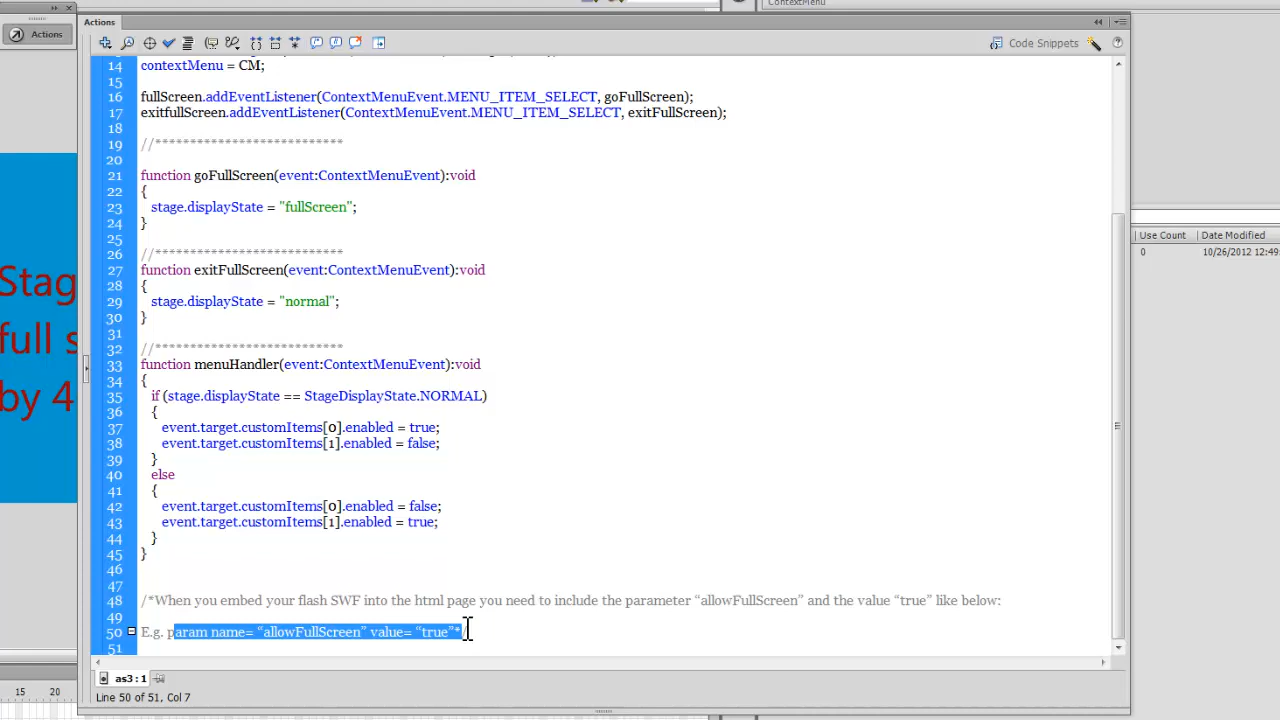 ContextMenu
Actions
Actions
Code Snippets
14 contextMenu = CM;
15
16 fullScreen.addEventListener(ContextMenuEvent.MENU_ITEM_SELECT, goFullScreen);
17 exitfullScreen.addEventListener(ContextMenuEvent.MENU_ITEM_SELECT, exitFullScreen);
18
19 //***************************
20
21 function goFullScreen(event:ContextMenuEvent):void
22 {
23 stage.displayState = "fullScreen";
24 }
25
26 //***************************
27 function exitFullScreen(event:ContextMenuEvent):void
28 {
29 stage.displayState = "normal";
30 }
31
32 //***************************
33 function menuHandler(event:ContextMenuEvent):void
34 {
35 if (stage.displayState == StageDisplayState.NORMAL)
36 {
37 event.target.customItems[0].enabled = true;
38 event.target.customItems[1].enabled = false;
39 }
40 else
41 {
42 event.target.customItems[0].enabled = false;
43 event.target.customItems[1].enabled = true;
44 }
45 }
46
47
48 /*When you embed your flash SWF into the html page you need to include the parameter “allowFullScreen” and the value “true” like below:
49
50 E.g. param name= “allowFullScreen” value= “true”*/
51
as3:1
Line 50 of 51, Col 7
Stag
full s
by 4
Use Count Date Modified
0 10/26/2012 12:49
15 20